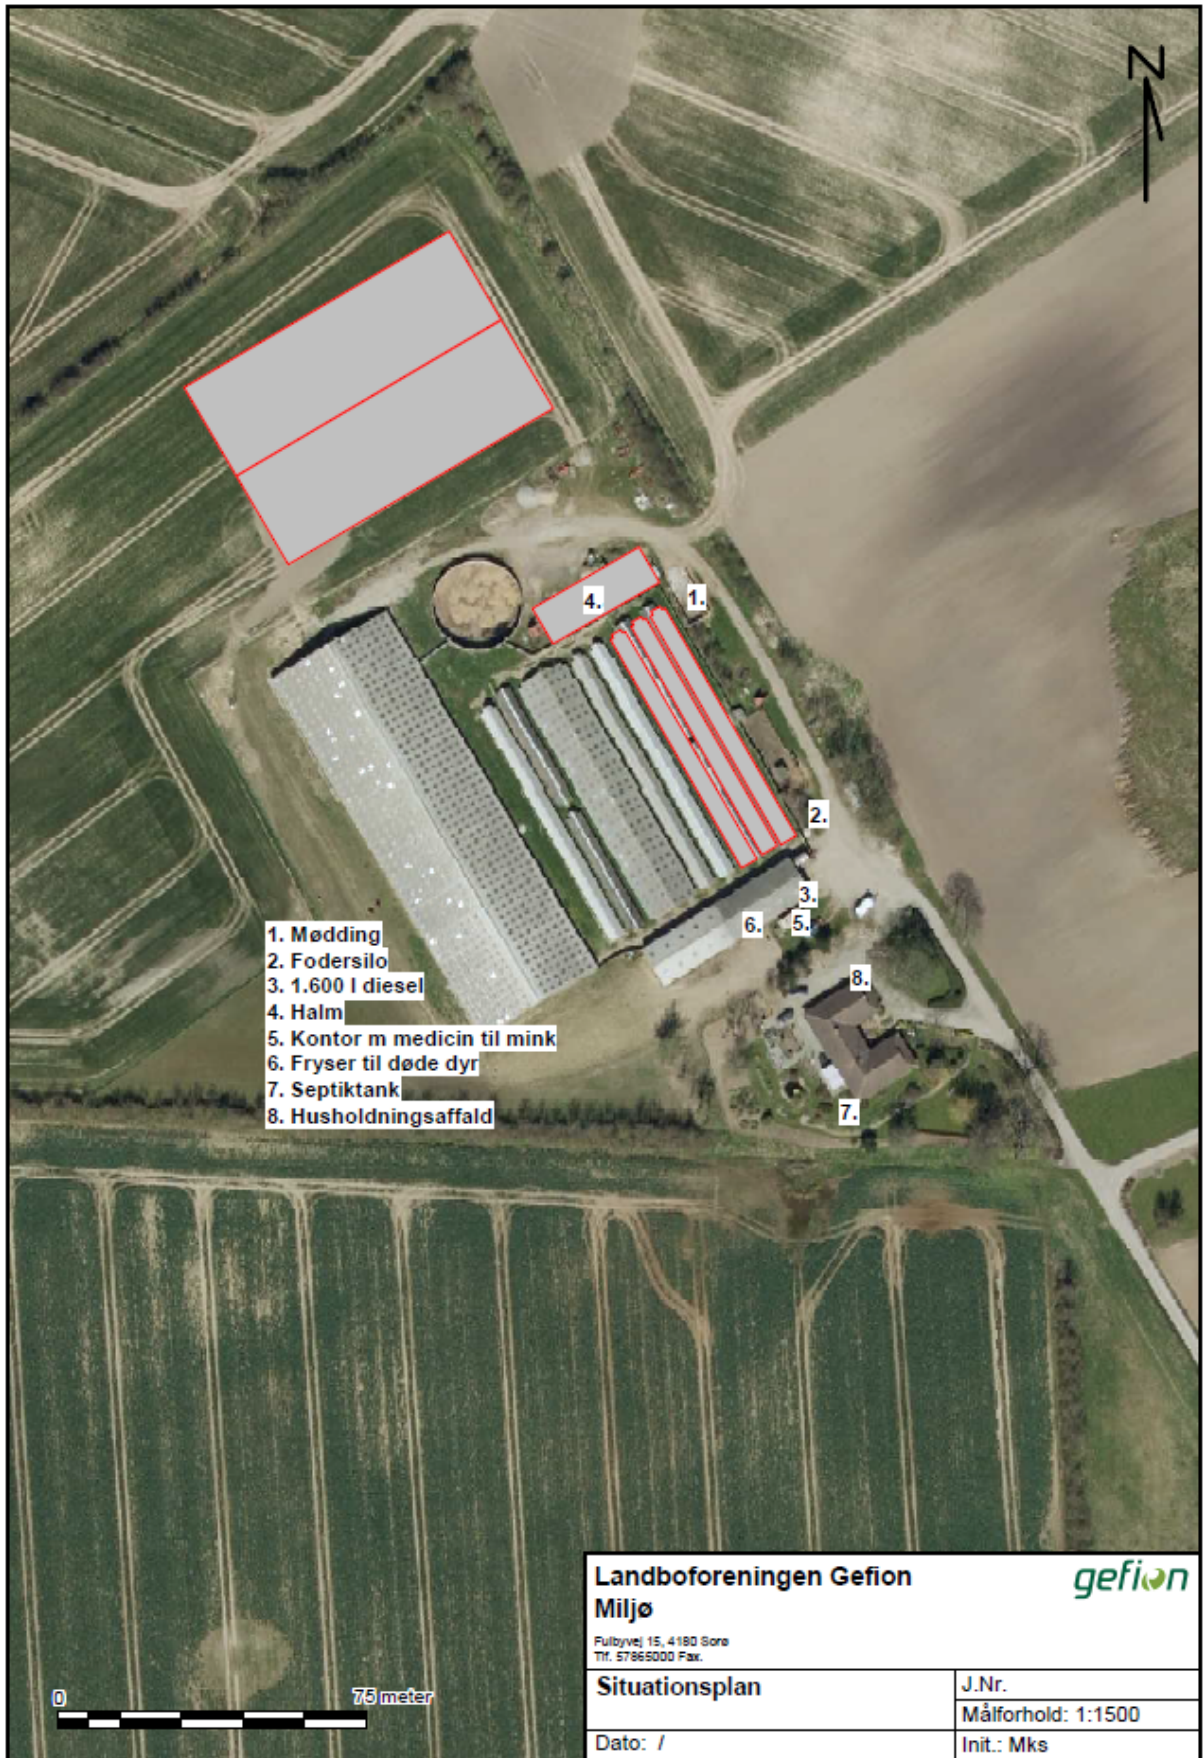 N
4.
1.
2.
3.
6.
5.
8.
7.
1. Mødding
2. Fodersilo
3. 1.600 l diesel
4. Halm
5. Kontor m medicin til mink
6. Fryser til døde dyr
7. Septiktank
8. Husholdningsaffald
0 75 meter
Landboforeningen Gefion
Miljø
gefion
Fulbyvej 15, 4180 Sorø
Tlf. 57865000 Fax.
Situationsplan
J.Nr.
Målforhold: 1:1500
Dato: /
Init.: Mks